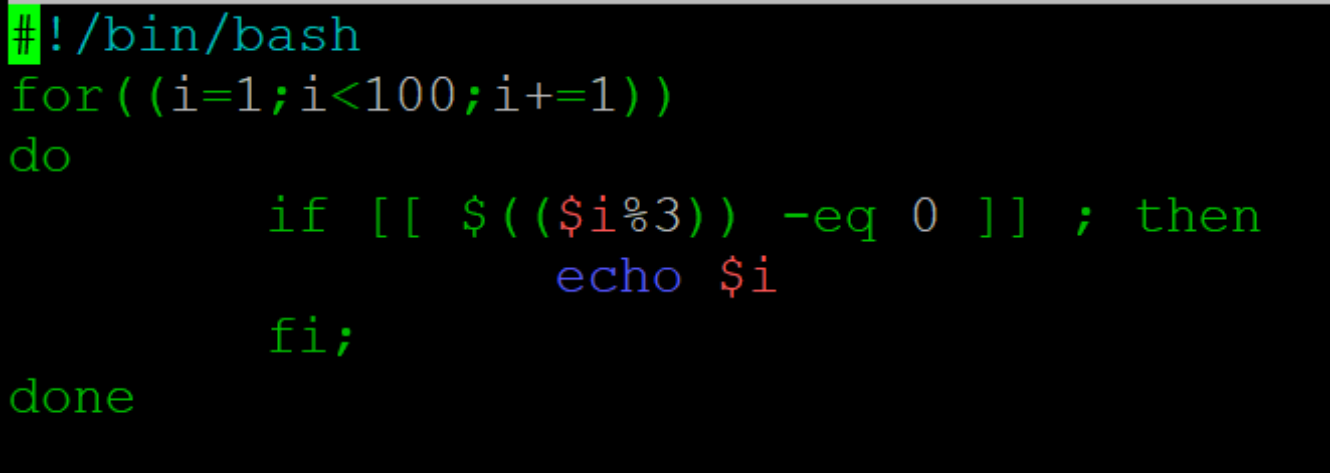 #!/bin/bash
for((i=1;i<100;i+=1))
do
        if [[ $(($i%3)) -eq 0 ]] ; then
                 echo $i
        fi;
done